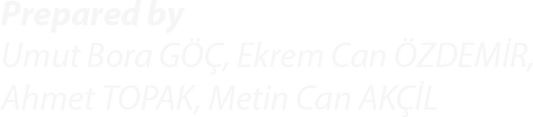 Prepared by
Umut Bora GÖÇ, Ekrem Can ÖZDEMİR,
Ahmet TOPAK, Metin Can AKÇİL